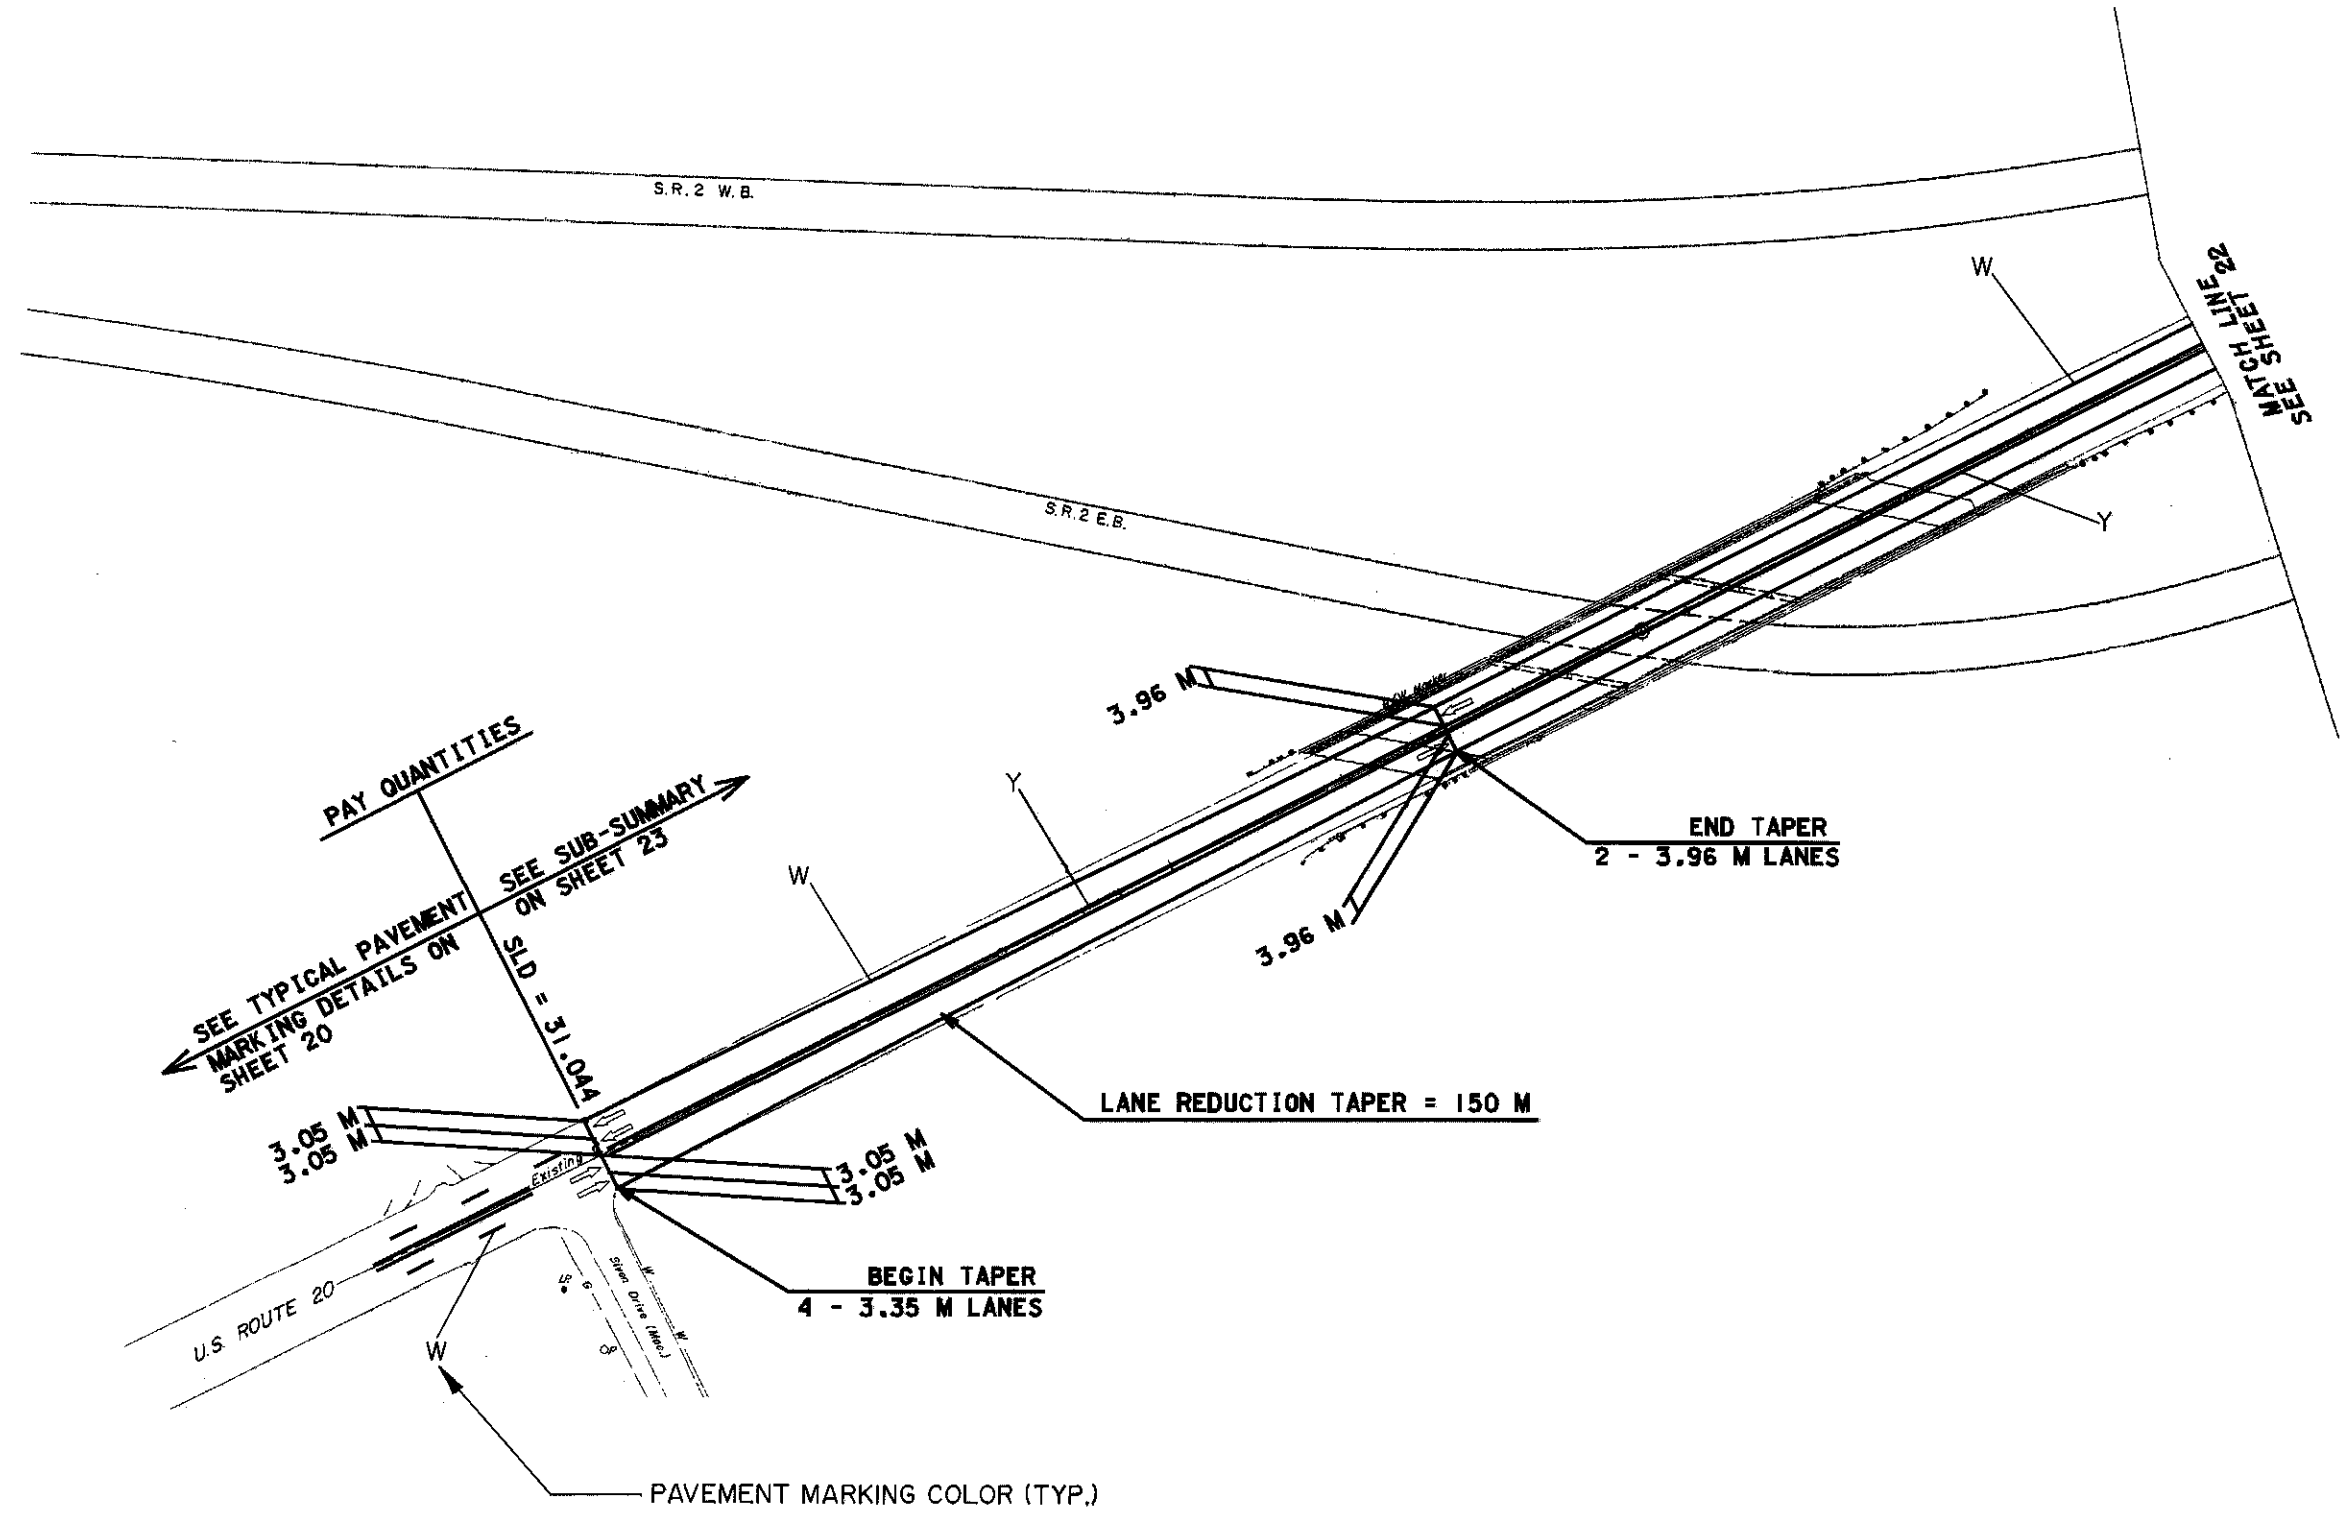 S.R.2 W.B.
W
MATCH LINE
SEE SHEET 22
S.R.2 E.B.
Y
3.96 M
PAY QUANTITIES
SEE SUB-SUMMARY
ON SHEET 23
Y
END TAPER
2 - 3.96 M LANES
W
3.96 M
SEE TYPICAL PAVEMENT
MARKING DETAILS ON
SHEET 20
SLD = 31.044
LANE REDUCTION TAPER = 150 M
3.05 M
3.05 M
3.05 M
3.05 M
Existing
BEGIN TAPER
4 - 3.35 M LANES
U.S. ROUTE 20
G
W
W
Drive (Mac.)
W
PAVEMENT MARKING COLOR (TYP.)